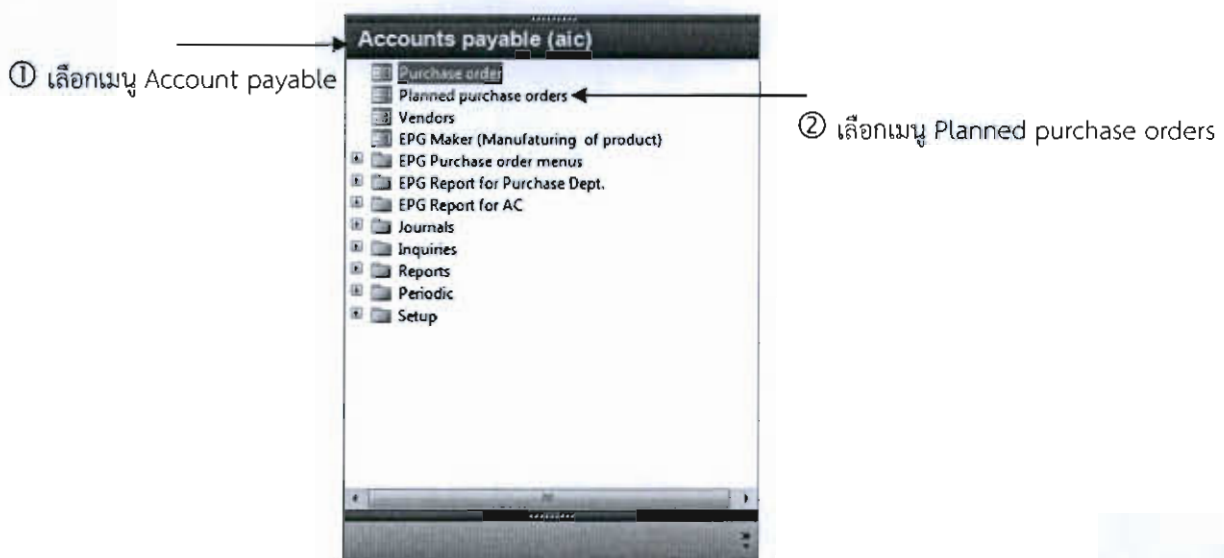 Accounts payable (aic)
① เลือกเมนู Account payable
Purchase order
Planned purchase orders
② เลือกเมนู Planned purchase orders
Vendors
EPG Maker (Manufaturing of product)
EPG Purchase order menus
EPG Report for Purchase Dept.
EPG Report for AC
Journals
Inquiries
Reports
Periodic
Setup